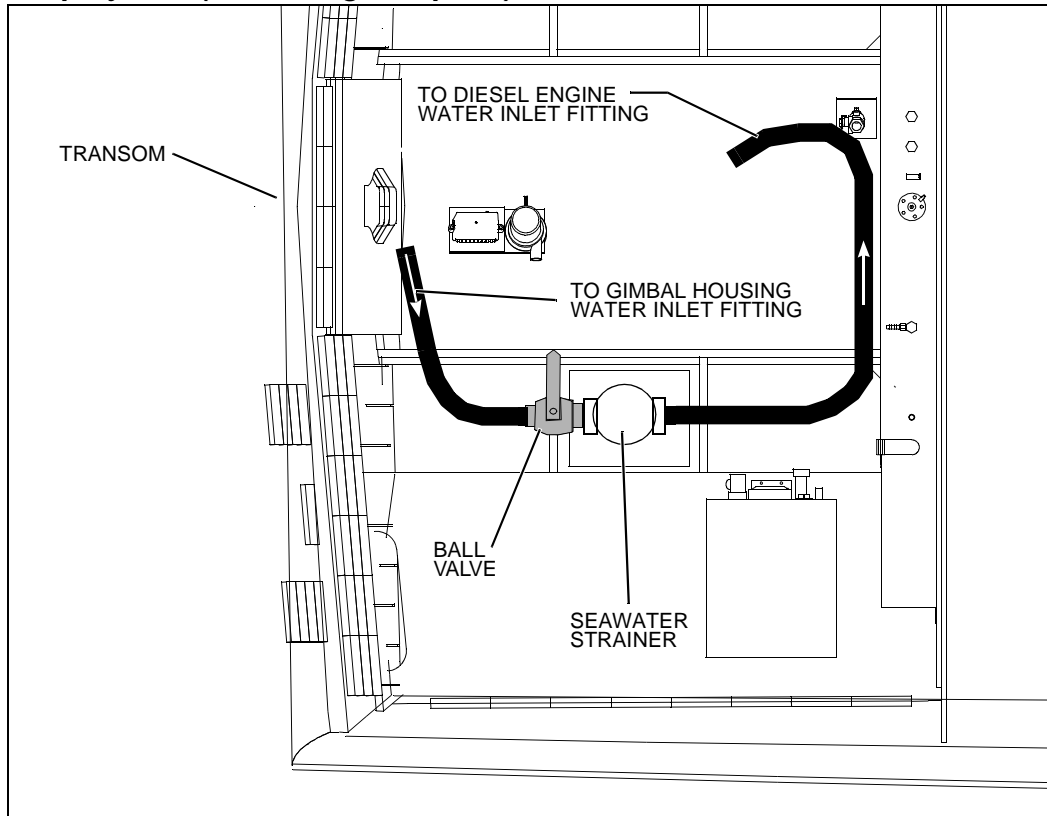 TO DIESEL ENGINE
WATER INLET FITTING
TRANSOM
TO GIMBAL HOUSING
WATER INLET FITTING
BALL
VALVE
SEAWATER
STRAINER